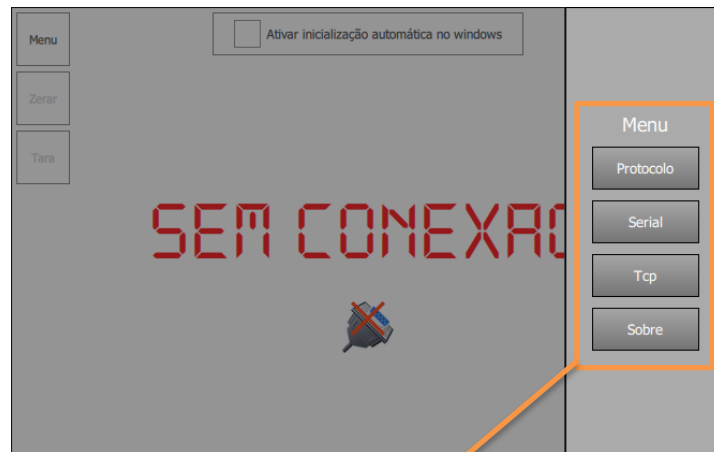 Menu
Ativar inicialização automática no windows
Zerar
Tara
SEM CONEXAO
Menu
Protocolo
Serial
Tcp
Sobre